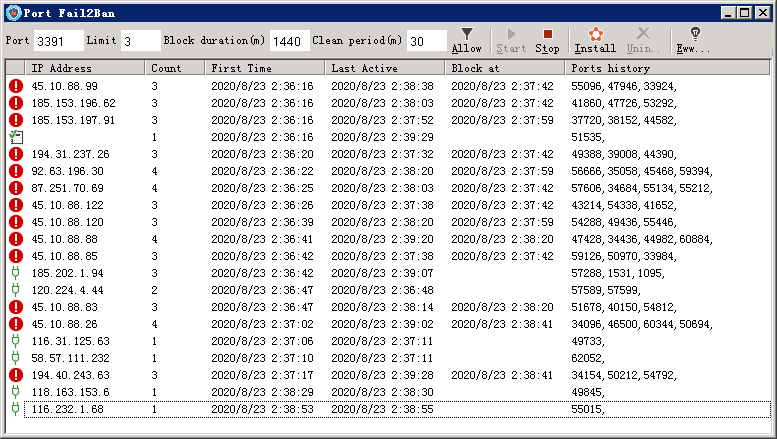 Port Fail2Ban
Port 3391 Limit 3 Block duration(m) 1440 Clean period(m) 30 Allow Start Stop Install Unin.. Eww...
IP Address Count First Time Last Active Block at Ports history
45.10.88.99 3 2020/8/23 2:36:16 2020/8/23 2:38:38 2020/8/23 2:37:42 55096, 47946, 33924,
185.153.196.62 3 2020/8/23 2:36:16 2020/8/23 2:38:03 2020/8/23 2:37:42 41860, 47726, 53292,
185.153.197.91 3 2020/8/23 2:36:16 2020/8/23 2:37:52 2020/8/23 2:37:59 37720, 38152, 44582,
1 2020/8/23 2:36:16 2020/8/23 2:39:29 51535,
194.31.237.26 3 2020/8/23 2:36:20 2020/8/23 2:37:32 2020/8/23 2:37:42 49388, 39008, 44390,
92.63.196.30 4 2020/8/23 2:36:22 2020/8/23 2:38:20 2020/8/23 2:37:59 56666, 35058, 45468, 59394,
87.251.70.69 4 2020/8/23 2:36:25 2020/8/23 2:38:03 2020/8/23 2:37:42 57606, 34684, 55134, 55212,
45.10.88.122 3 2020/8/23 2:36:26 2020/8/23 2:37:38 2020/8/23 2:37:42 43214, 54338, 41652,
45.10.88.120 3 2020/8/23 2:36:39 2020/8/23 2:38:20 2020/8/23 2:37:59 54288, 49436, 55446,
45.10.88.88 4 2020/8/23 2:36:41 2020/8/23 2:39:20 2020/8/23 2:38:20 47428, 34436, 44982, 60884,
45.10.88.85 3 2020/8/23 2:36:42 2020/8/23 2:37:38 2020/8/23 2:37:42 59126, 50970, 33984,
185.202.1.94 3 2020/8/23 2:36:42 2020/8/23 2:39:07 57288, 1531, 1095,
120.224.4.44 2 2020/8/23 2:36:47 2020/8/23 2:36:48 57589, 57599,
45.10.88.83 3 2020/8/23 2:36:47 2020/8/23 2:38:14 2020/8/23 2:38:20 51678, 40150, 54812,
45.10.88.26 4 2020/8/23 2:37:02 2020/8/23 2:39:02 2020/8/23 2:38:41 34096, 46500, 60344, 50694,
116.31.125.63 1 2020/8/23 2:37:06 2020/8/23 2:37:11 49733,
58.57.111.232 1 2020/8/23 2:37:10 2020/8/23 2:37:11 62052,
194.40.243.63 3 2020/8/23 2:37:17 2020/8/23 2:39:28 2020/8/23 2:38:41 34154, 50212, 54792,
118.163.153.6 1 2020/8/23 2:38:29 2020/8/23 2:38:30 49845,
116.232.1.68 1 2020/8/23 2:38:53 2020/8/23 2:38:55 55015,